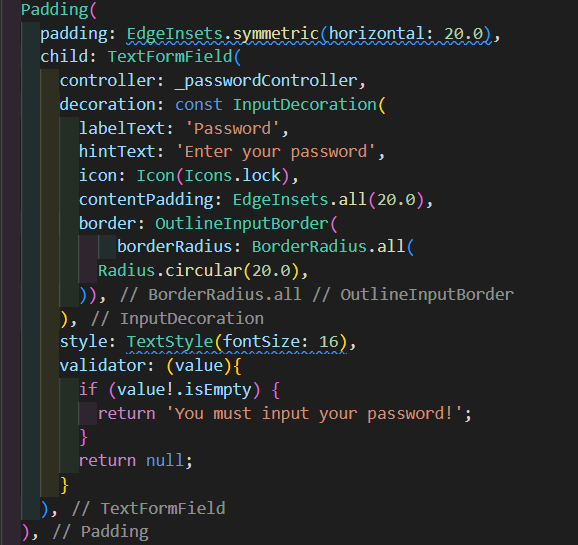 Padding(
  padding: EdgeInsets.symmetric(horizontal: 20.0),
  child: TextFormField(
    controller: _passwordController,
    decoration: const InputDecoration(
      labelText: 'Password',
      hintText: 'Enter your password',
      icon: Icon(Icons.lock),
      contentPadding: EdgeInsets.all(20.0),
      border: OutlineInputBorder(
          borderRadius: BorderRadius.all(
        Radius.circular(20.0),
      )), // BorderRadius.all // OutlineInputBorder
    ), // InputDecoration
    style: TextStyle(fontSize: 16),
    validator: (value){
      if (value!.isEmpty) {
        return 'You must input your password!';
      }
      return null;
    }
  ), // TextFormField
), // Padding